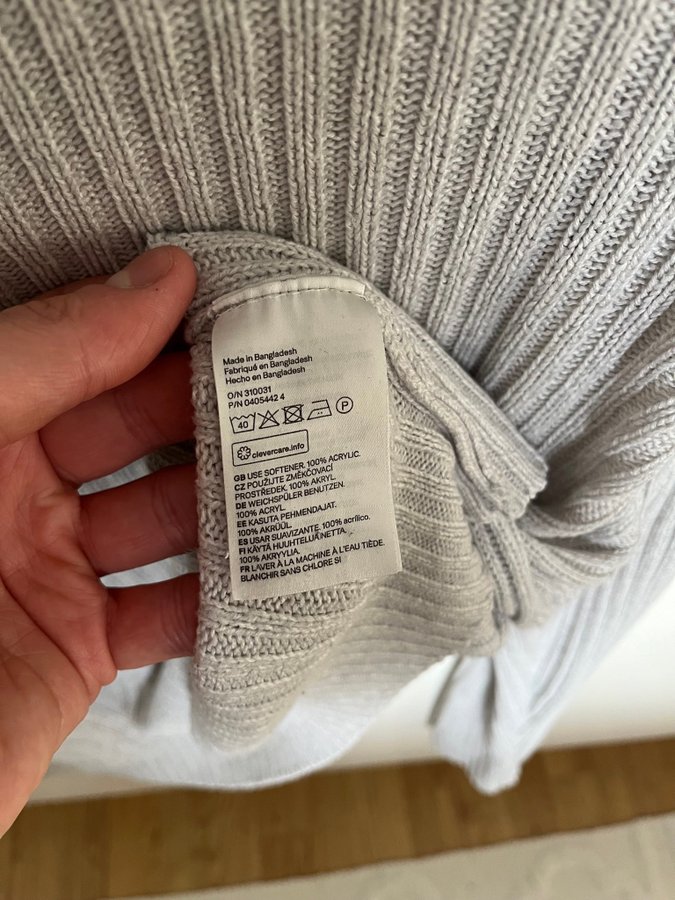 Made in Bangladesh
Fabriqué en Bangladesh
Hecho en Bangladesh
O/N 310031
P/N 0405442 4
40 P
clevercare.info
GB USE SOFTENER. 100% ACRYLIC.
CZ POUŽIJTE ZMĚKČOVACÍ
PROSTŘEDEK. 100% AKRYL.
DE WEICHSPÜLER BENUTZEN.
100% ACRYL.
EE KASUTA PEHMENDAJAT.
100% AKRÜÜL.
ES USAR SUAVIZANTE. 100% acrílico.
FI KÄYTÄ HUUHTELUAINETTA.
100% AKRYYLIA.
FR LAVER À LA MACHINE À L'EAU TIÈDE.
BLANCHIR SANS CHLORE SI